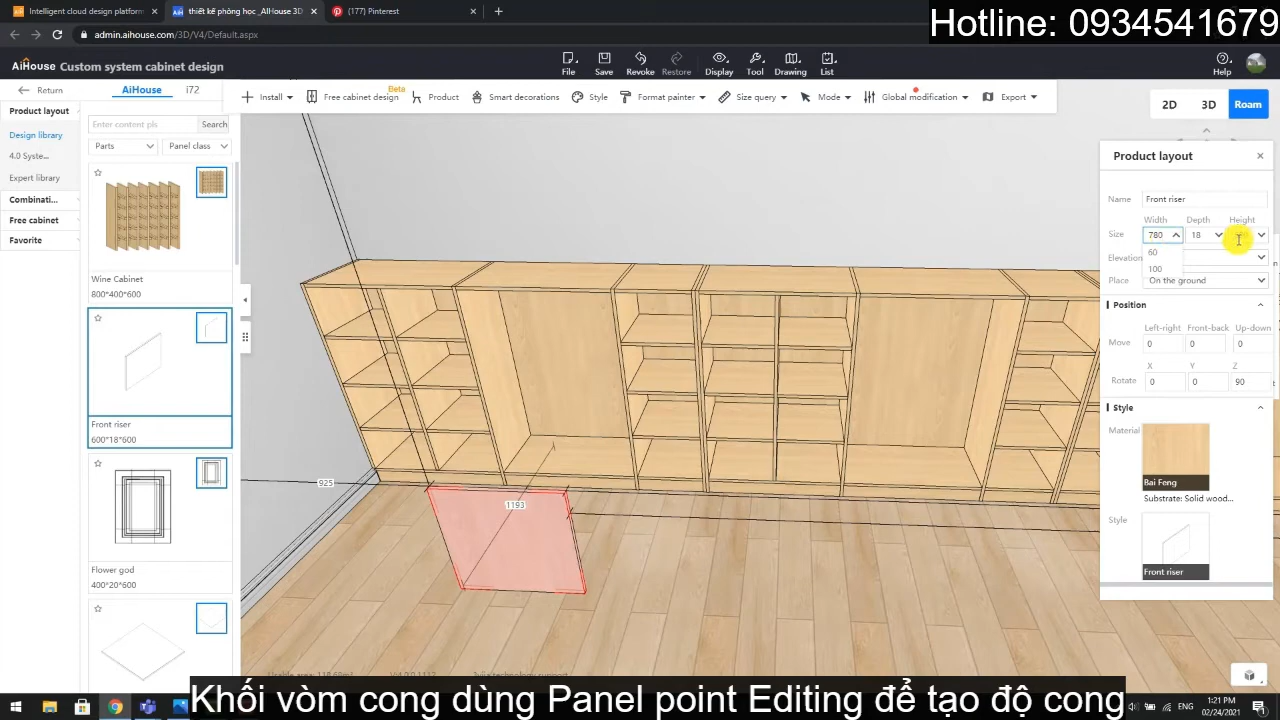 Intelligent cloud design platform
thiết kế phòng học _AiHouse 3D
(177) Pinterest
Hotline: 0934541679
admin.aihouse.com/3D/V4/Default.aspx
AiHouse Custom system cabinet design
File
Save
Revoke
Restore
Display
Tool
Drawing
List
Help
Return
AiHouse
i72
Install
Beta
Free cabinet design
Product
Smart decorations
Style
Format painter
Size query
Mode
Global modification
Export
2D
3D
Roam
Product layout
Enter content pls
Search
Design library
Parts
Panel class
4.0 Syste...
Expert library
Combinati...
Free cabinet
Favorite
Wine Cabinet
800*400*600
Front riser
600*18*600
Flower god
400*20*600
925
1193
Product layout
Name
Front riser
Width
Depth
Height
Size
780
18
60
100
Elevation
Place
On the ground
Position
Left-right
Front-back
Up-down
Move
0
0
0
X
Y
Z
Rotate
0
0
90
Style
Material
Bai Feng
Substrate: Solid wood...
Style
Front riser
Khối vòm cong dùng Panel point Editing để tạo độ cong
ENG
1:21 PM
02/24/2021